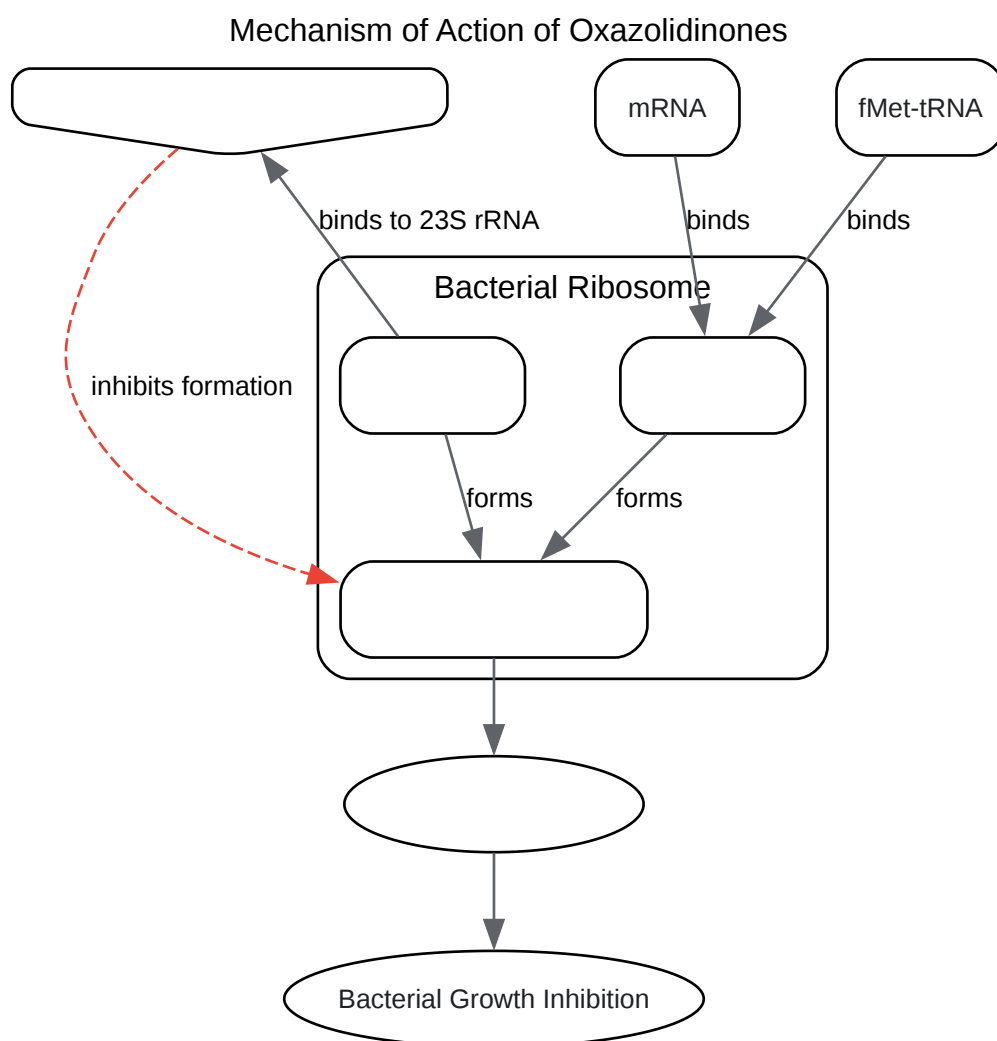 Mechanism of Action of Oxazolidinones
mRNA
fMet-tRNA
binds to 23S rRNA
binds
binds
Bacterial Ribosome
inhibits formation
forms
forms
Bacterial Growth Inhibition